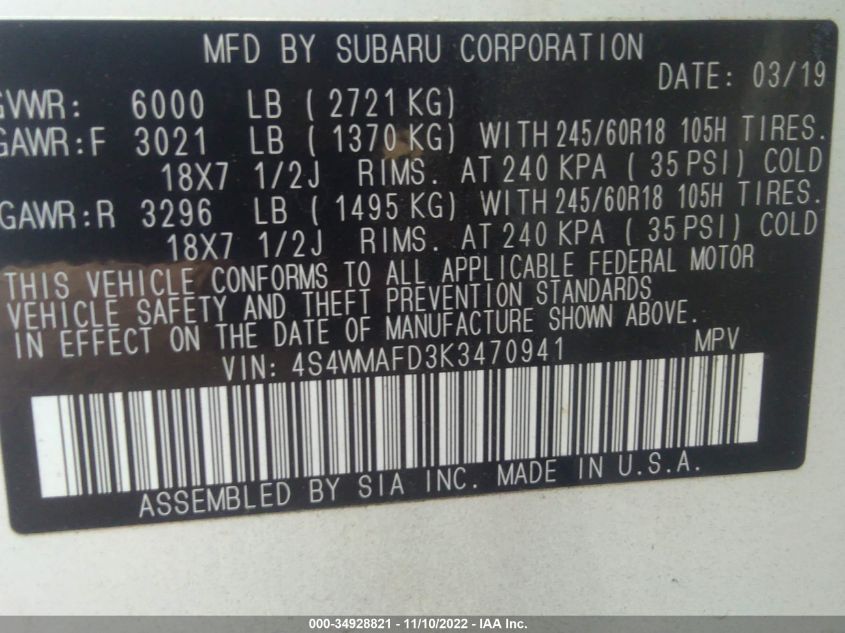 MFD BY SUBARU CORPORATION
DATE: 03/19
GVWR: 6000 LB ( 2721 KG)
GAWR:F 3021 LB ( 1370 KG) WITH 245/60R18 105H TIRES.
18X7 1/2J RIMS. AT 240 KPA ( 35 PSI) COLD
GAWR:R 3296 LB ( 1495 KG) WITH 245/60R18 105H TIRES.
18X7 1/2J RIMS. AT 240 KPA ( 35 PSI) COLD
THIS VEHICLE CONFORMS TO ALL APPLICABLE FEDERAL MOTOR
VEHICLE SAFETY AND THEFT PREVENTION STANDARDS
IN EFFECT ON THE DATE OF MANUFACTURE SHOWN ABOVE.
VIN: 4S4WMAFD3K3470941 MPV
ASSEMBLED BY SIA INC. MADE IN U.S.A.
000-34928821 - 11/10/2022 - IAA Inc.